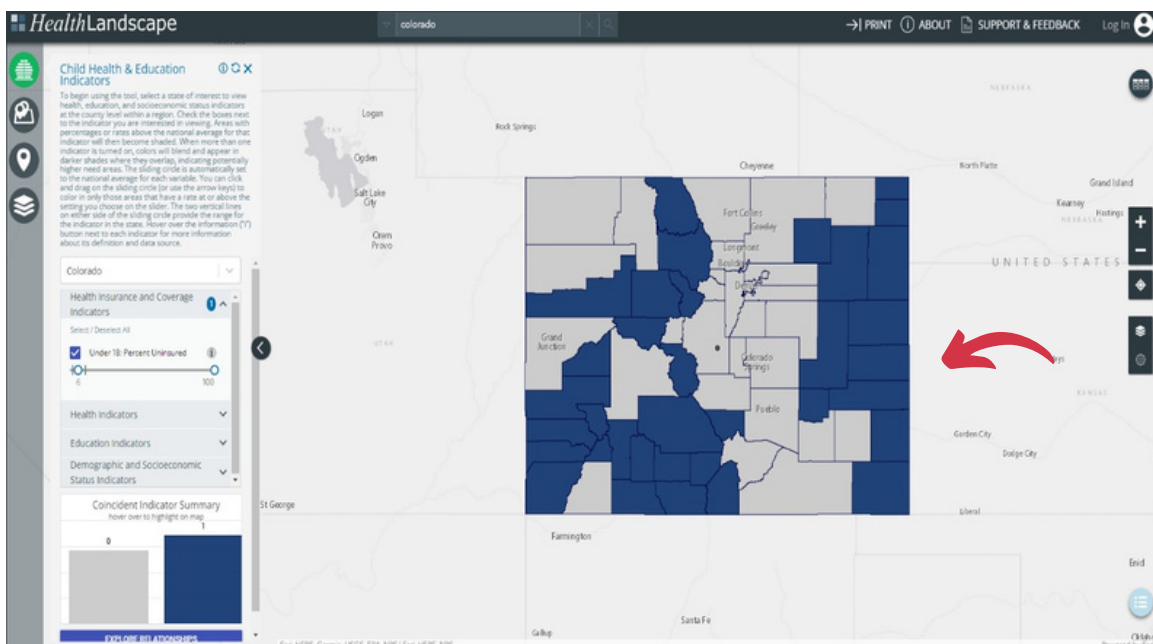 HealthLandscape
colorado
PRINT
ABOUT
SUPPORT & FEEDBACK
Log In
Child Health & Education
Indicators
To begin using the tool, select a state of interest to view
health, education, and socioeconomic status indicators
at the county level within a region. Check the boxes next
to the indicator you are interested in viewing. Areas with
percentages or rates above the national average for that
indicator will then become shaded. When more than one
indicator is turned on, colors will blend and appear in
darker shades where they overlap, indicating potentially
higher need areas. The sliding circle is automatically set
to the national average for each variable. You can click
and drag on the sliding circle (or use the arrow keys) to
color in only those areas that have a rate at or above the
setting you choose on the slider. The two vertical lines
on either side of the sliding circle provide the range for
the indicator in the state. Hover over the information ("i")
button next to each indicator for more information
about its definition and data source.
Colorado
Health Insurance and Coverage
Indicators
1
Select / Deselect All
Under 18: Percent Uninsured
6
100
Health Indicators
Education Indicators
Demographic and Socioeconomic
Status Indicators
Coincident Indicator Summary
hover over to highlight on map
0
1
EXPLORE RELATIONSHIPS
NEBRASKA
Logan
Rock Springs
UTAH
Ogden
Cheyenne
North Platte
Grand Island
Salt Lake
City
Kearney
Hastings
NEBRASKA
Fort Collins
Greeley
Orem
Provo
Longmont
Boulder
UNITED STATES
Grand
Junction
UTAH
Colorado
Springs
Hays
KANSAS
Pueblo
Garden City
Dodge City
St George
Liberal
Farmington
Enid
Santa Fe
Gallup